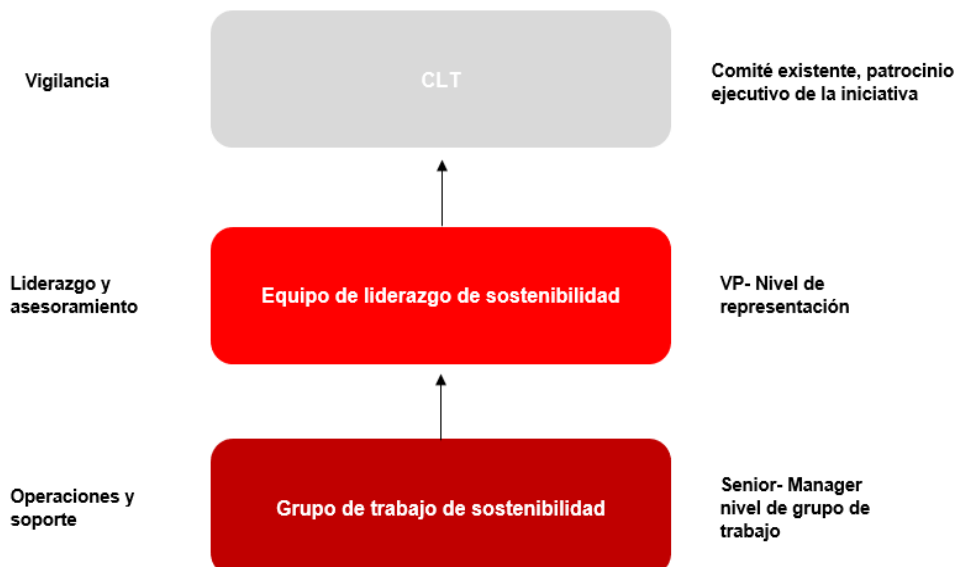 Vigilancia
CLT
Comité existente, patrocinio
ejecutivo de la iniciativa
Liderazgo y
asesoramiento
Equipo de liderazgo de sostenibilidad
VP- Nivel de
representación
Operaciones y
soporte
Grupo de trabajo de sostenibilidad
Senior- Manager
nivel de grupo de
trabajo